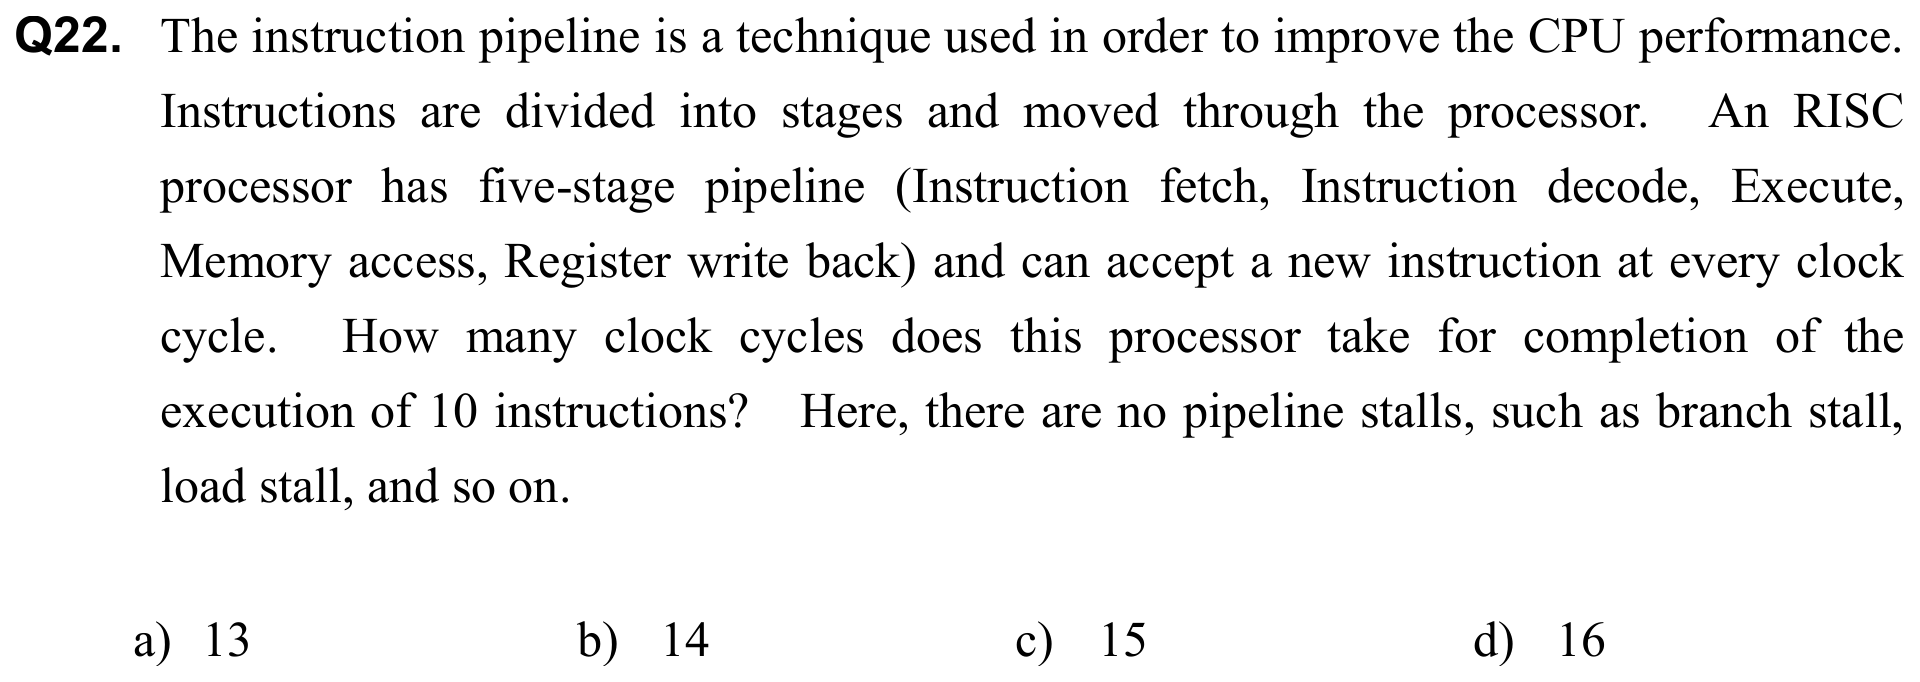 Q22. The instruction pipeline is a technique used in order to improve the CPU performance.
Instructions are divided into stages and moved through the processor. An RISC
processor has five-stage pipeline (Instruction fetch, Instruction decode, Execute,
Memory access, Register write back) and can accept a new instruction at every clock
cycle. How many clock cycles does this processor take for completion of the
execution of 10 instructions? Here, there are no pipeline stalls, such as branch stall,
load stall, and so on.
a) 13 b) 14 c) 15 d) 16